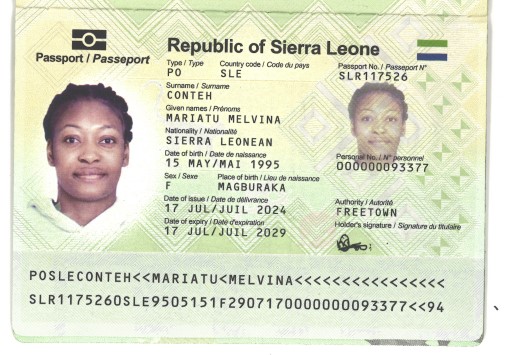 Republic of Sierra Leone
Passport / Passeport
Type / Type Country code / Code du pays Passport No. / Passeport N°
PO SLE SLR117526
Surname / Surname
CONTEH
Given names / Prénoms
MARIATU MELVINA
Nationality / Nationalité
SIERRA LEONEAN
Date of birth / Date de naissance Personal No. / N° personnel
15 MAY/MAI 1995 000000093377
Sex / Sexe Place of birth / Lieu de naissance
F MAGBURAKA
Date of issue / Date de délivrance Authority / Autorité
17 JUL/JUIL 2024 FREETOWN
Date of expiry / Date d'expiration Holder's signature / Signature du titulaire
17 JUL/JUIL 2029
POSLECONTEH<<MARIATU<MELVINA<<<<<<<<<<<<<<<<
SLR1175260SLE9505151F2907170000000093377<<94